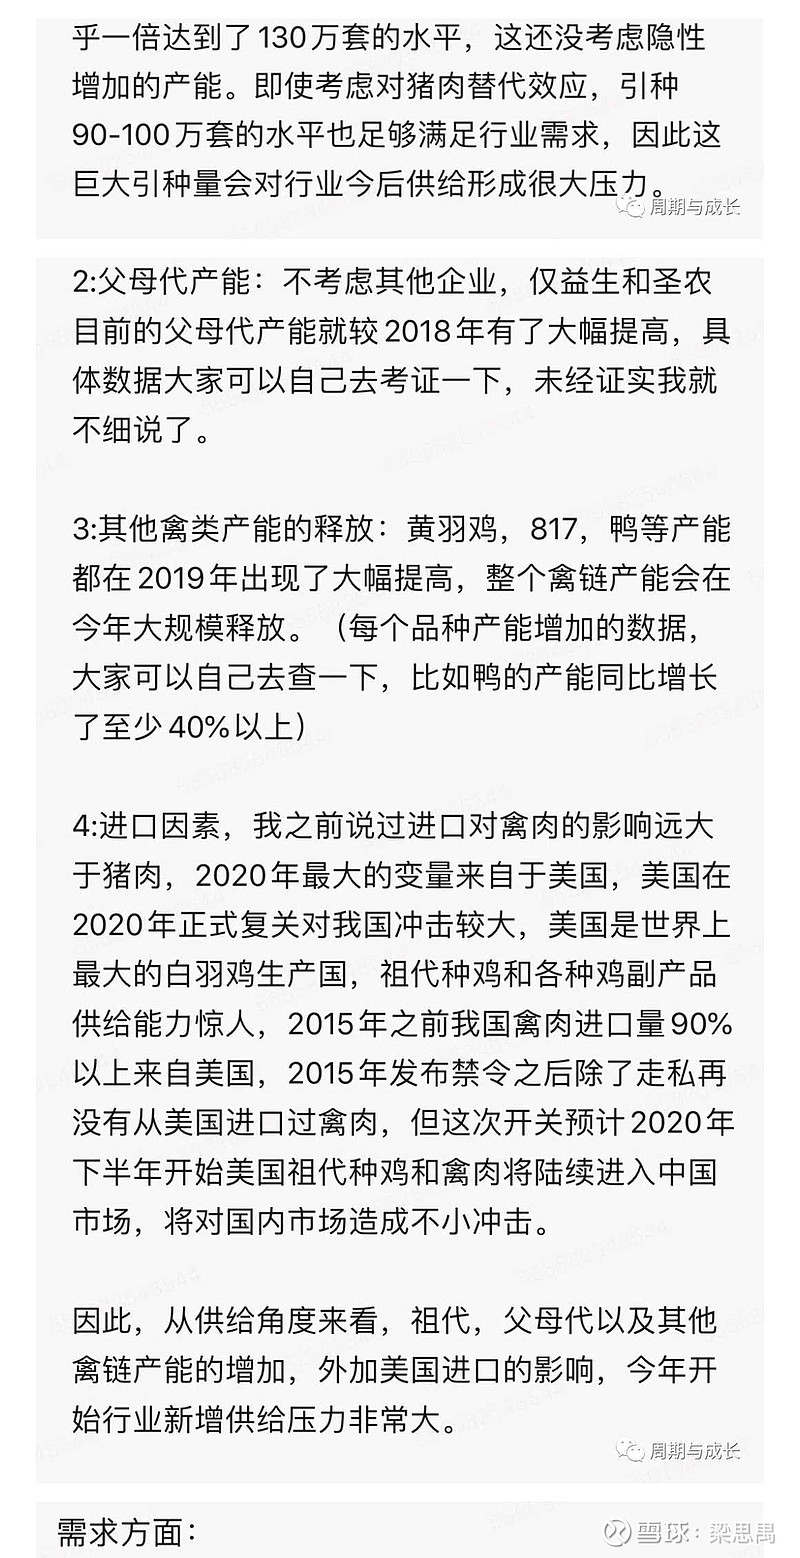 乎一倍达到了130万套的水平，这还没考虑隐性
增加的产能。即使考虑对猪肉替代效应，引种
90-100万套的水平也足够满足行业需求，因此这
巨大引种量会对行业今后供给形成很大压力。
周期与成长
2:父母代产能：不考虑其他企业，仅益生和圣农
目前的父母代产能就较2018年有了大幅提高，具
体数据大家可以自己去考证一下，未经证实我就
不细说了。
3:其他禽类产能的释放：黄羽鸡，817，鸭等产能
都在2019年出现了大幅提高，整个禽链产能会在
今年大规模释放。（每个品种产能增加的数据，
大家可以自己去查一下，比如鸭的产能同比增长
了至少40%以上）
4:进口因素，我之前说过进口对禽肉的影响远大
于猪肉，2020年最大的变量来自于美国，美国在
2020年正式复关对我国冲击较大，美国是世界上
最大的白羽鸡生产国，祖代种鸡和各种鸡副产品
供给能力惊人，2015年之前我国禽肉进口量90%
以上来自美国，2015年发布禁令之后除了走私再
没有从美国进口过禽肉，但这次开关预计2020年
下半年开始美国祖代种鸡和禽肉将陆续进入中国
市场，将对国内市场造成不小冲击。
因此，从供给角度来看，祖代，父母代以及其他
禽链产能的增加，外加美国进口的影响，今年开
始行业新增供给压力非常大。
周期与成长
需求方面：
雪球：梁思禺